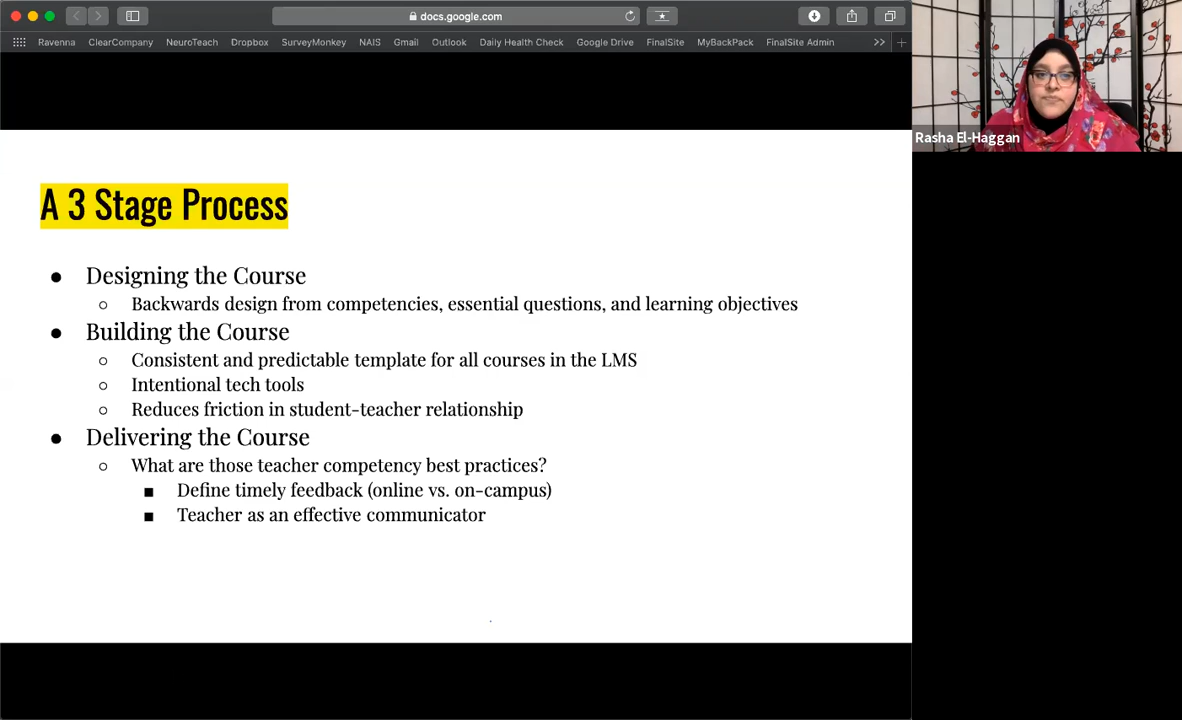 docs.google.com
Ravenna ClearCompany NeuroTeach Dropbox SurveyMonkey NAIS Gmail Outlook Daily Health Check Google Drive FinalSite MyBackPack FinalSite Admin
Rasha El-Haggan
A 3 Stage Process
● Designing the Course
○ Backwards design from competencies, essential questions, and learning objectives
● Building the Course
○ Consistent and predictable template for all courses in the LMS
○ Intentional tech tools
○ Reduces friction in student-teacher relationship
● Delivering the Course
○ What are those teacher competency best practices?
■ Define timely feedback (online vs. on-campus)
■ Teacher as an effective communicator